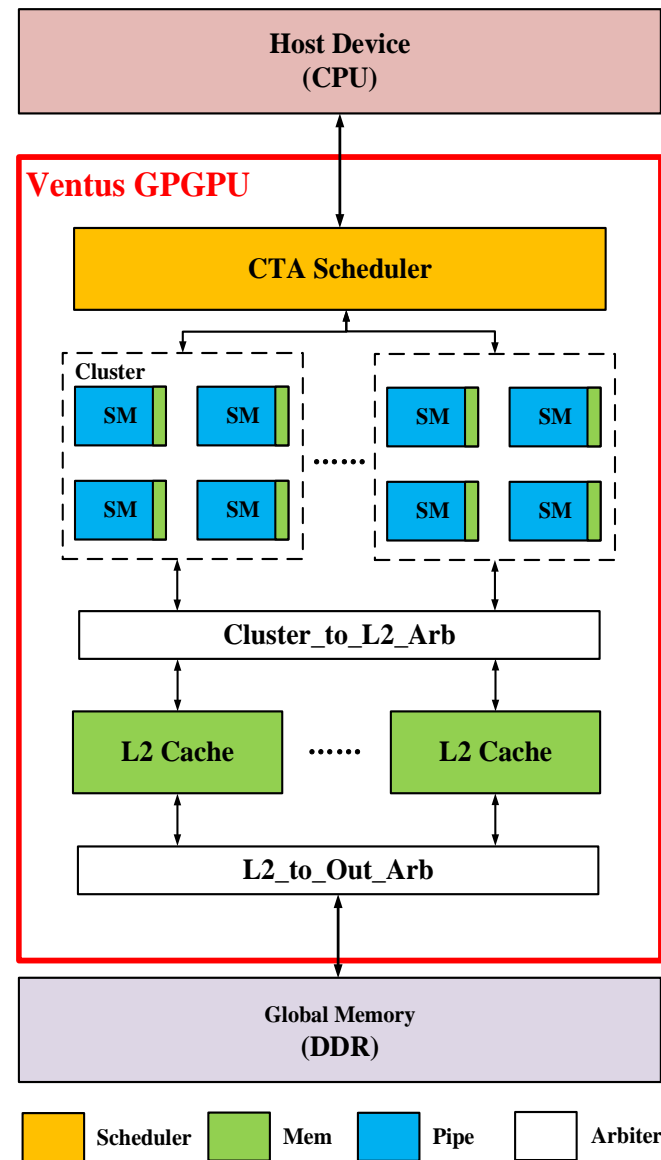 Host Device
(CPU)
Ventus GPGPU
CTA Scheduler
Cluster
SM SM SM SM
......
SM SM SM SM
Cluster_to_L2_Arb
L2 Cache ...... L2 Cache
L2_to_Out_Arb
Global Memory
(DDR)
Scheduler Mem Pipe Arbiter